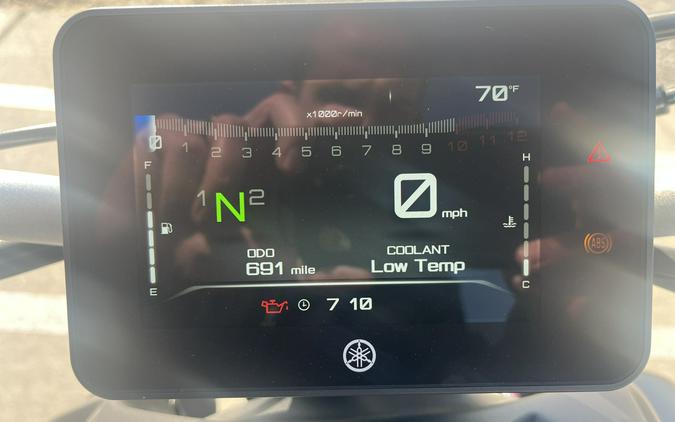 70°F
x1000r/min
0 1 2 3 4 5 6 7 8 9 10 11 12
F H
1 N 2 0 mph
ABS
ODO COOLANT
691 mile Low Temp
E C
7 10